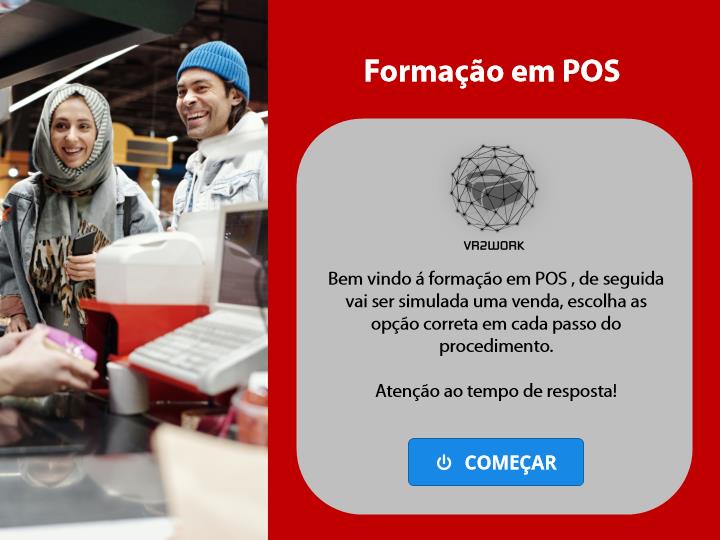 Formação em POS
VR2WORK
Bem vindo á formação em POS , de seguida
vai ser simulada uma venda, escolha as
opção correta em cada passo do
procedimento.
Atenção ao tempo de resposta!
COMEÇAR